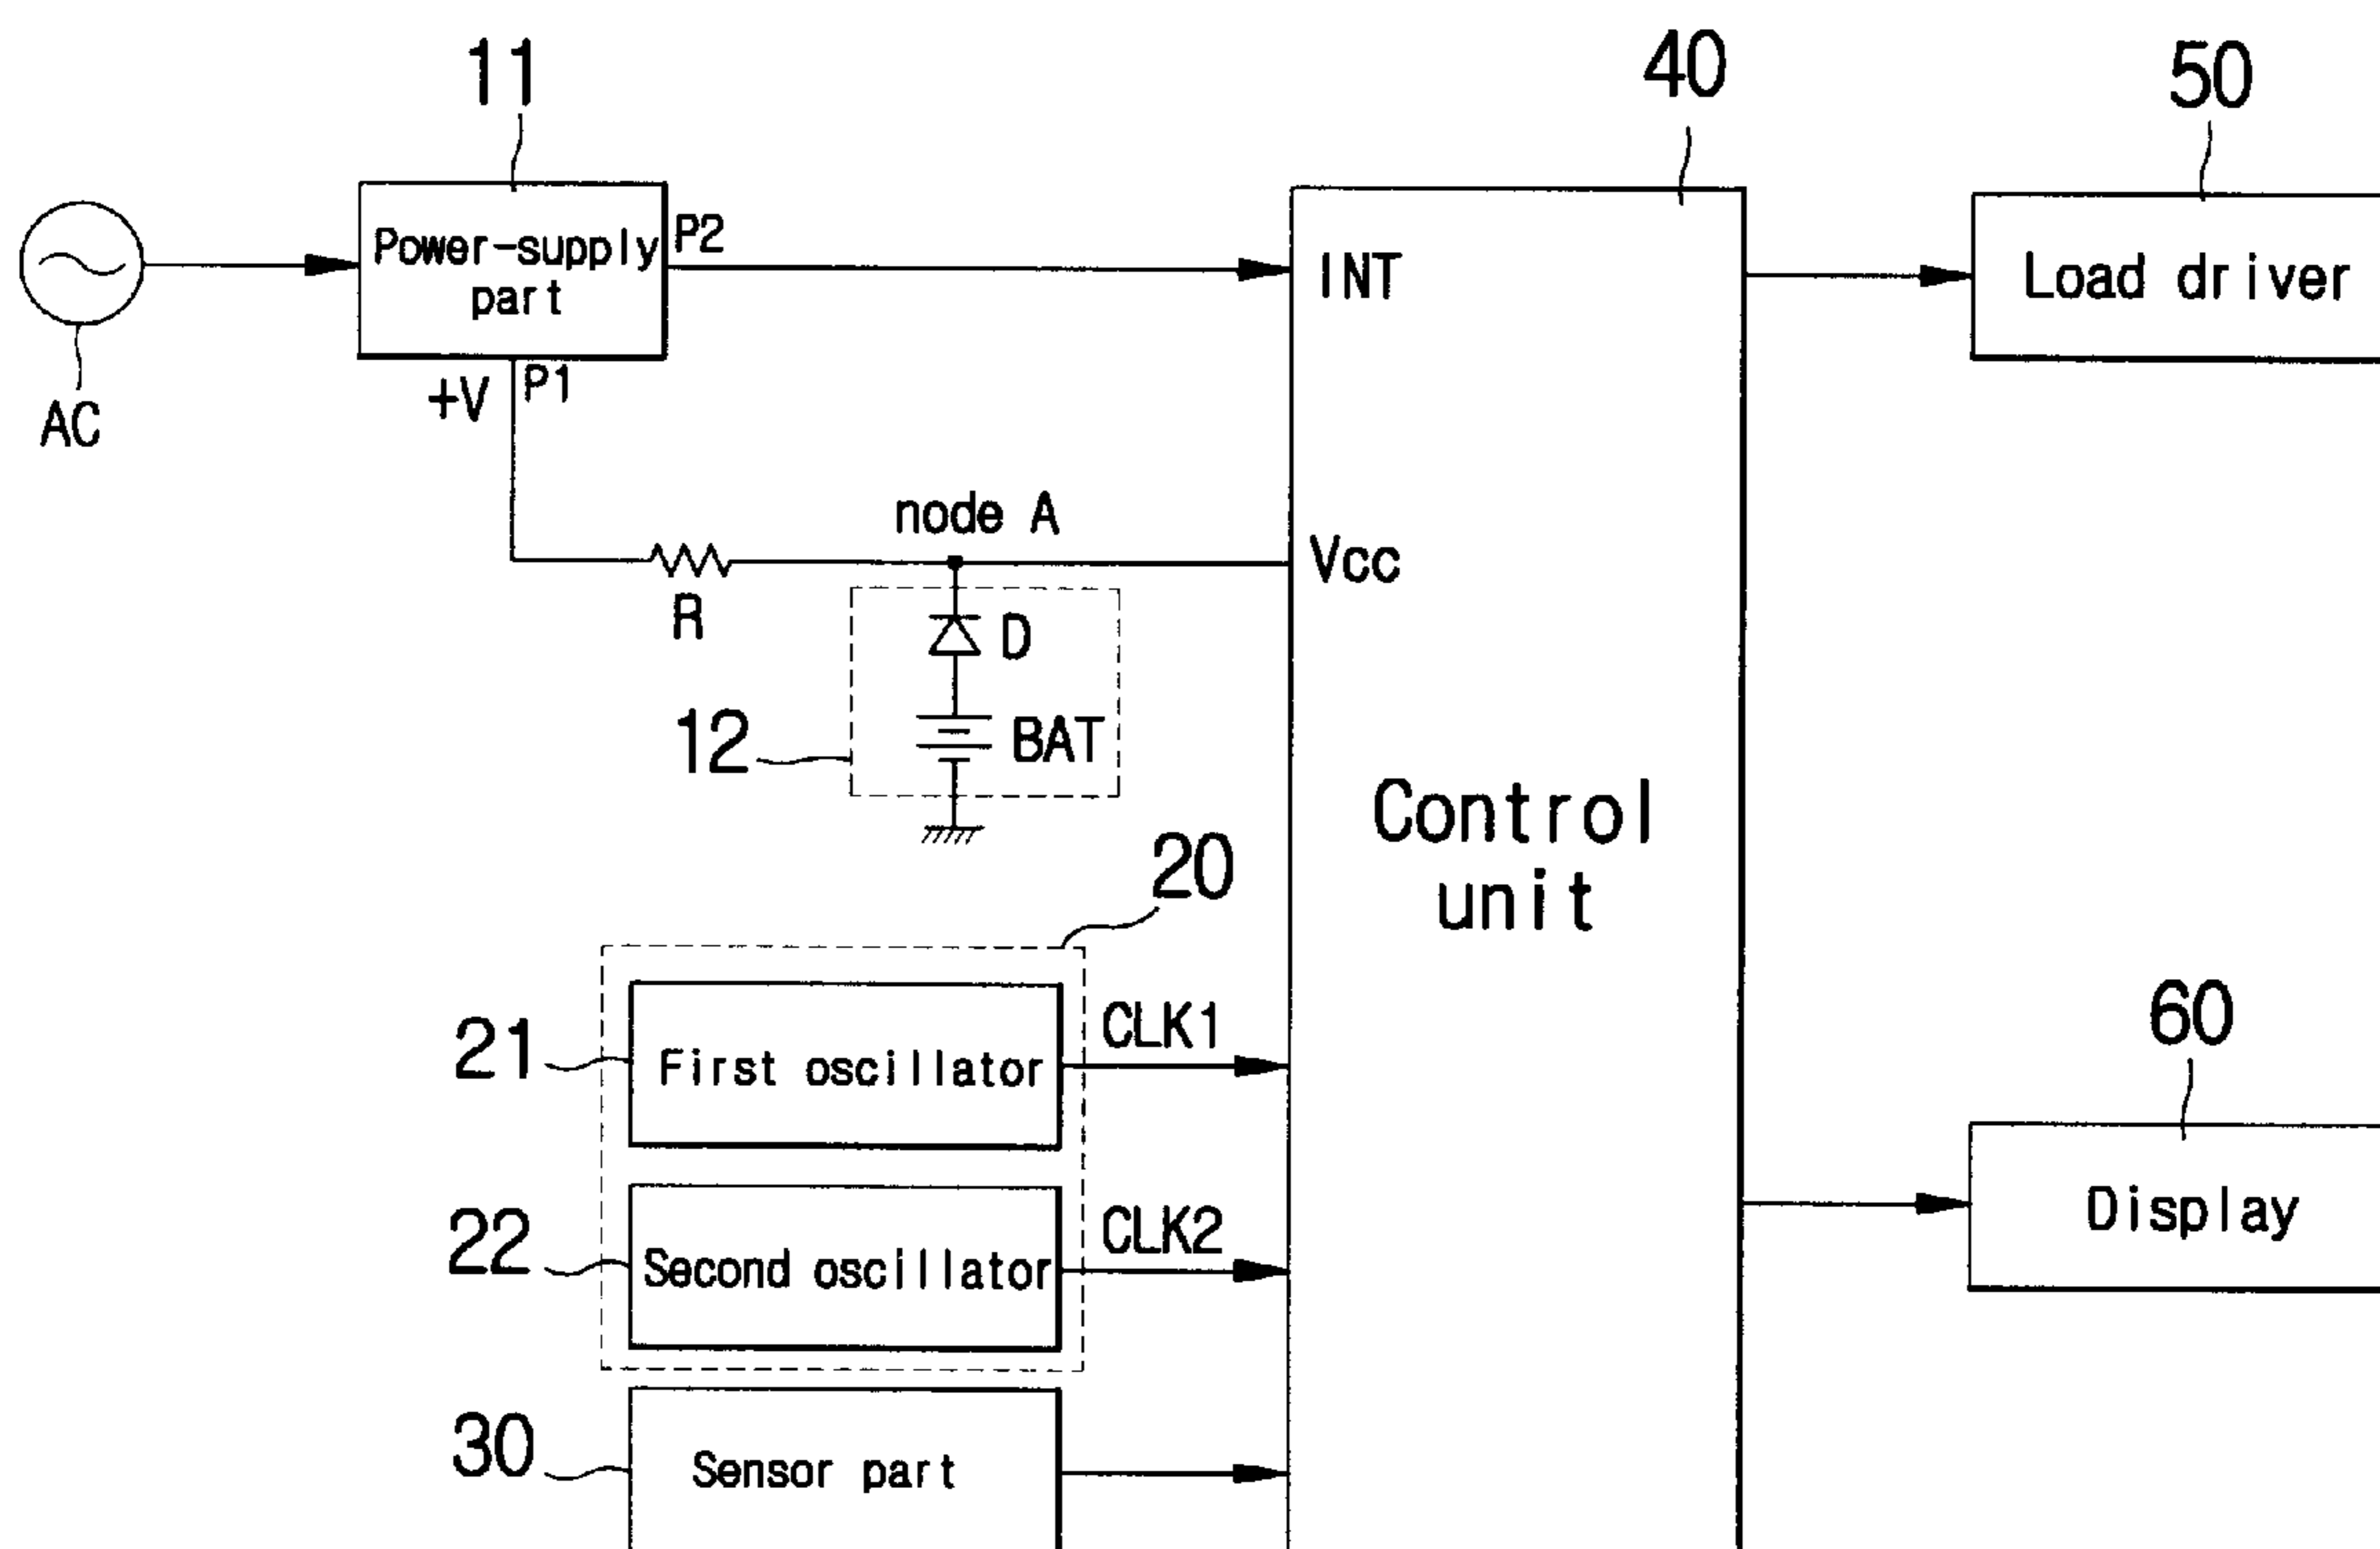 11
40
50
Power-supply
part
P2
INT
Load driver
+V
P1
AC
node A
Vcc
R
D
12
BAT
Control
unit
20
21
First oscillator
CLK1
60
22
Second oscillator
CLK2
Display
30
Sensor part